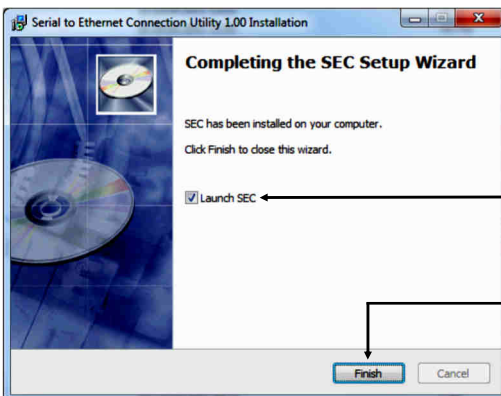 Serial to Ethernet Connection Utility 1.00 Installation
Completing the SEC Setup Wizard
SEC has been installed on your computer.
Click Finish to close this wizard.
Launch SEC
Finish
Cancel